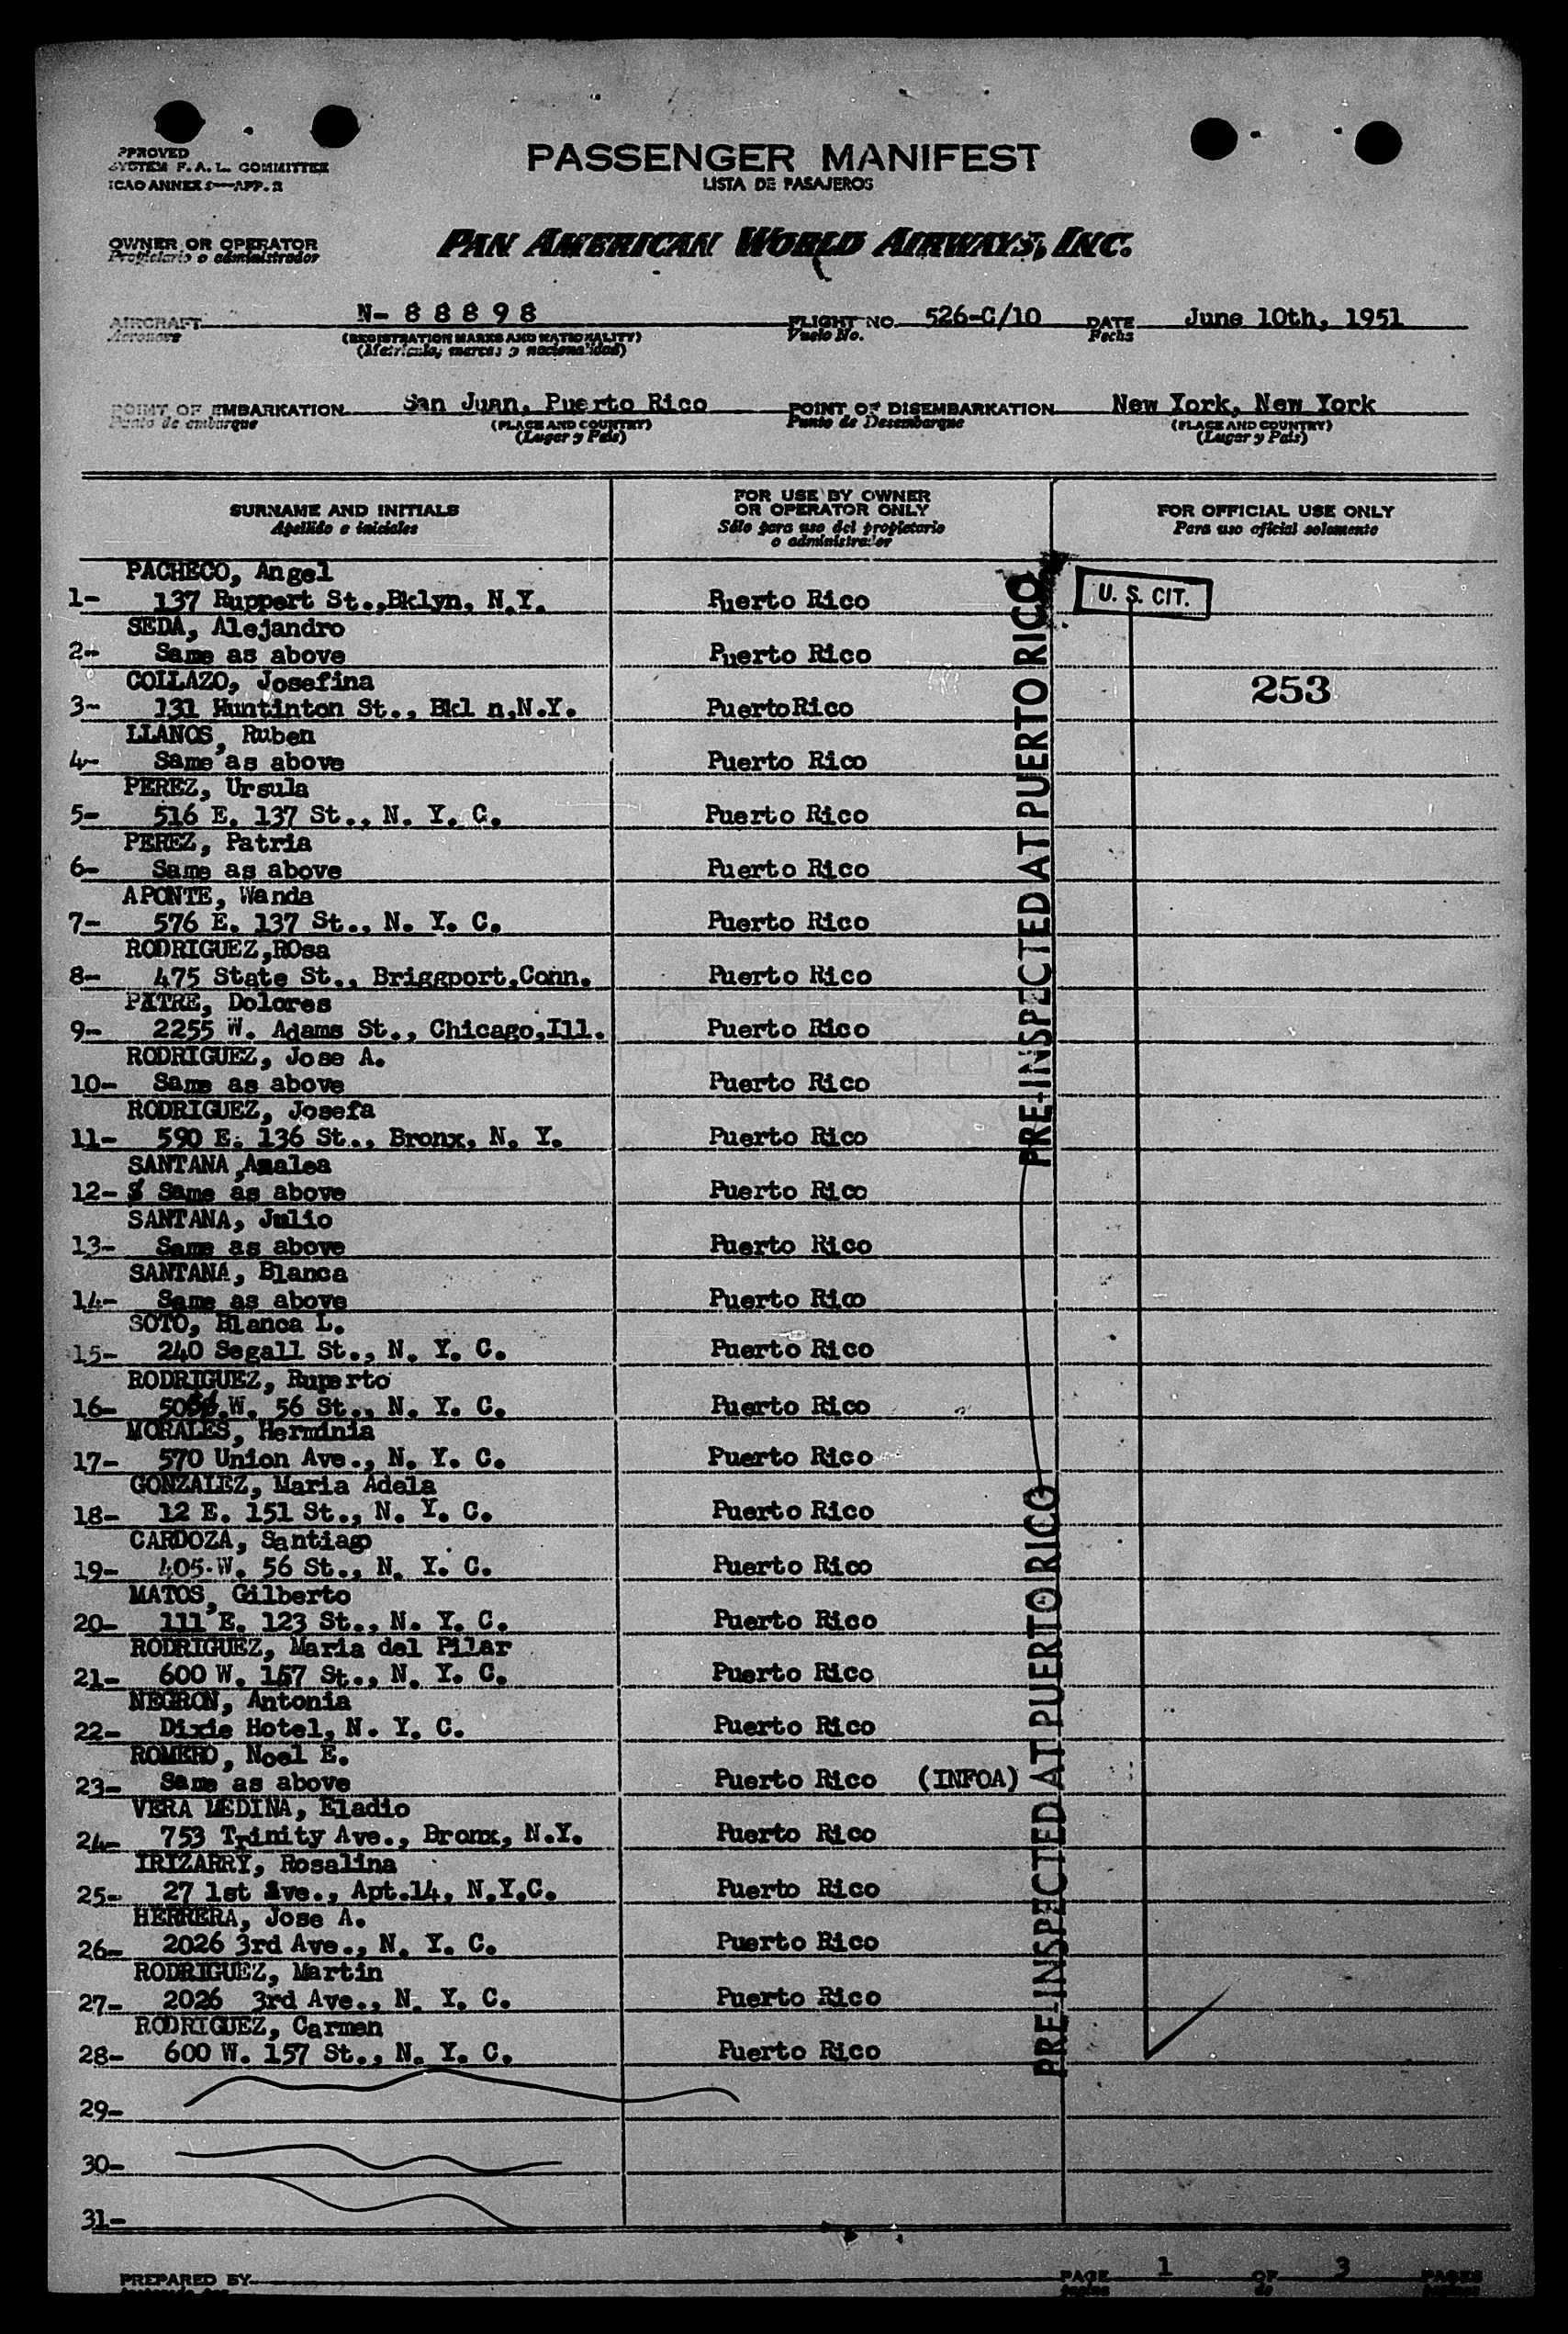 PPROVED
SYSTEM F. A. L. COMMITTEE
ICAO ANNEX 9—APP. 2
PASSENGER MANIFEST
LISTA DE PASAJEROS
OWNER OR OPERATOR
Propietario o administrador
PAN AMERICAN WORLD AIRWAYS, INC.
AIRCRAFT N- 8 8 8 9 8 FLIGHT NO. 526-C/10 DATE June 10th, 1951
Aeronave (REGISTRATION MARKS AND NATIONALITY) Vuelo No. Fecha
(Matrícula, marcas y nacionalidad)
POINT OF EMBARKATION San Juan, Puerto Rico POINT OF DISEMBARKATION New York, New York
Punto de embarque (PLACE AND COUNTRY) Punto de Desembarque (PLACE AND COUNTRY)
(Lugar y País) (Lugar y País)
SURNAME AND INITIALS
Apellido e iniciales
FOR USE BY OWNER
OR OPERATOR ONLY
Sólo para uso del propietario
o administrador
FOR OFFICIAL USE ONLY
Para uso oficial solamente
PACHECO, Angel
1- 137 Ruppert St.,Bklyn, N.Y. Puerto Rico U. S. CIT.
SEDA, Alejandro
2- Same as above Puerto Rico
COLLAZO, Josefina 253
3- 131 Huntinton St., Bkl n,N.Y. PuertoRico
LLANOS, Ruben
4- Same as above Puerto Rico
PEREZ, Ursula
5- 516 E. 137 St., N. Y. C. Puerto Rico
PEREZ, Patria
6- Same as above Puerto Rico
APONTE, Wanda
7- 576 E. 137 St., N. Y. C. Puerto Rico
RODRIGUEZ,ROsa
8- 475 State St., Briggport,Conn. Puerto Rico
Dolores
9- 2255 W. Adams St., Chicago,Ill. Puerto Rico
RODRIGUEZ, Jose A.
10- Same as above Puerto Rico
RODRIGUEZ, Josefa
11- 590 E. 136 St., Bronx, N. Y. Puerto Rico
SANTANA,Amalea
12- Same as above Puerto Rico
SANTANA, Julio
13- Same as above Puerto Rico
SANTANA, Blanca
14- Same as above Puerto Rico
SOTO, Blanca L.
15- 240 Segall St., N. Y. C. Puerto Rico
RODRIGUEZ, Ruperto
16- W. 56 St., N. Y. C. Puerto Rico
MORALES, Herminia
17- 570 Union Ave., N. Y. C. Puerto Rico
GONZALEZ, Maria Adela
18- 12 E. 151 St., N. Y. C. Puerto Rico
CARDOZA, Santiago
19- 405 W. 56 St., N. Y. C. Puerto Rico
MATOS, Gilberto
20- 111 E. 123 St., N. Y. C. Puerto Rico
RODRIGUEZ, Maria del Pilar
21- 600 W. 157 St., N. Y. C. Puerto Rico
NEGRON, Antonia
22- Dixie Hotel, N. Y. C. Puerto Rico
ROMERO, Noel E.
23- Same as above Puerto Rico (INFOA)
VERA MEDINA, Eladio
24- 753 Trinity Ave., Bronx, N.Y. Puerto Rico
IRIZARRY, Rosalina
25- 27 1st Ave., Apt.14, N.Y.C. Puerto Rico
HERRERA, Jose A.
26- 2026 3rd Ave., N. Y. C. Puerto Rico
RODRIGUEZ, Martin
27- 2026 3rd Ave., N. Y. C. Puerto Rico
RODRIGUEZ, Carmen
28- 600 W. 157 St., N. Y. C. Puerto Rico
29-
30-
31-
PRE-INSPECTED AT PUERTO RICO
PRE-INSPECTED AT PUERTO RICO
PREPARED BY PAGE 1 OF 3 PAGES